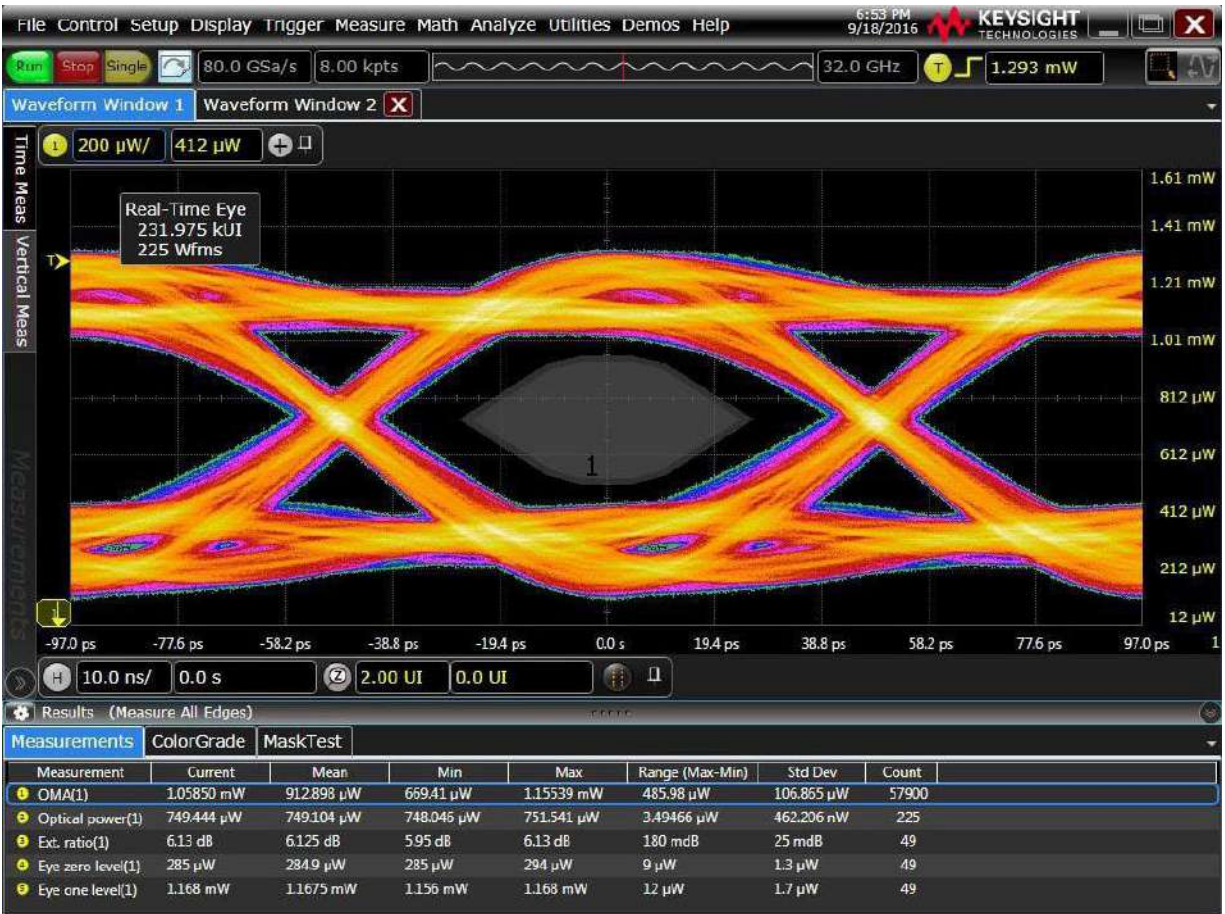 File Control Setup Display Trigger Measure Math Analyze Utilities Demos Help
6:53 PM
9/18/2016
KEYSIGHT
TECHNOLOGIES
Run Stop Single 80.0 GSa/s 8.00 kpts 32.0 GHz T 1.293 mW
Waveform Window 1 Waveform Window 2
1 200 µW/ 412 µW
Time Meas
Vertical Meas
Measurements
Real-Time Eye
231.975 kUI
225 Wfms
T
1.61 mW
1.41 mW
1.21 mW
1.01 mW
812 µW
612 µW
412 µW
212 µW
12 µW
1
1
-97.0 ps -77.6 ps -58.2 ps -38.8 ps -19.4 ps 0.0 s 19.4 ps 38.8 ps 58.2 ps 77.6 ps 97.0 ps 1
H 10.0 ns/ 0.0 s Z 2.00 UI 0.0 UI
Results (Measure All Edges)
Measurements ColorGrade MaskTest
Measurement Current Mean Min Max Range (Max-Min) Std Dev Count
1 OMA(1) 1.05850 mW 912.898 µW 669.41 µW 1.15539 mW 485.98 µW 106.865 µW 57900
2 Optical power(1) 749.444 µW 749.104 µW 748.046 µW 751.541 µW 3.49466 µW 462.206 nW 225
3 Ext. ratio(1) 6.13 dB 6.125 dB 5.95 dB 6.13 dB 180 mdB 25 mdB 49
4 Eye zero level(1) 285 µW 284.9 µW 285 µW 294 µW 9 µW 1.3 µW 49
5 Eye one level(1) 1.168 mW 1.1675 mW 1.156 mW 1.168 mW 12 µW 1.7 µW 49